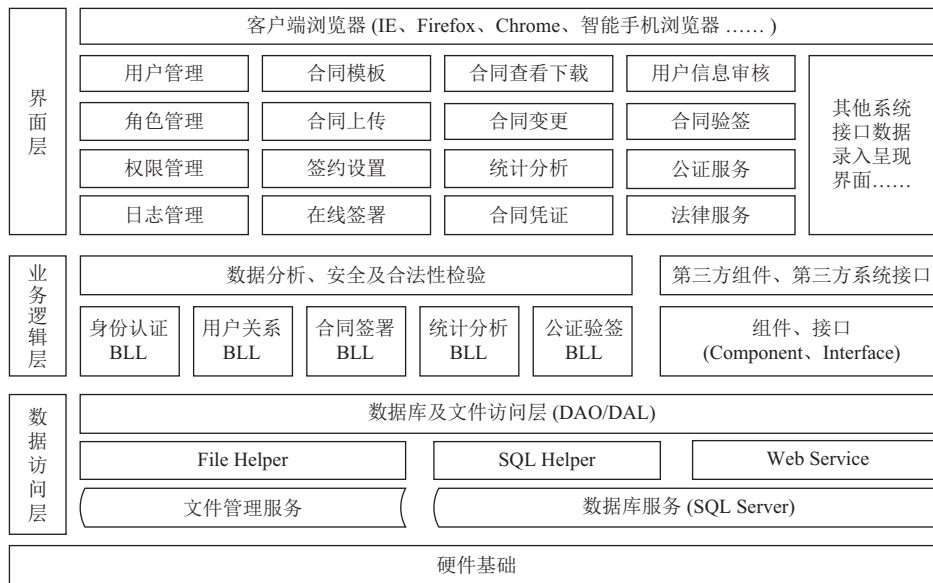 界面层
客户端浏览器 (IE、Firefox、Chrome、智能手机浏览器 …… )
用户管理
合同模板
合同查看下载
用户信息审核
角色管理
合同上传
合同变更
合同验签
权限管理
签约设置
统计分析
公证服务
日志管理
在线签署
合同凭证
法律服务
其他系统
接口数据
录入呈现
界面……
业务逻辑层
数据分析、安全及合法性检验
第三方组件、第三方系统接口
身份认证
BLL
用户关系
BLL
合同签署
BLL
统计分析
BLL
公证验签
BLL
组件、接口
(Component、Interface)
数据访问层
数据库及文件访问层 (DAO/DAL)
File Helper
SQL Helper
Web Service
文件管理服务
数据库服务 (SQL Server)
硬件基础